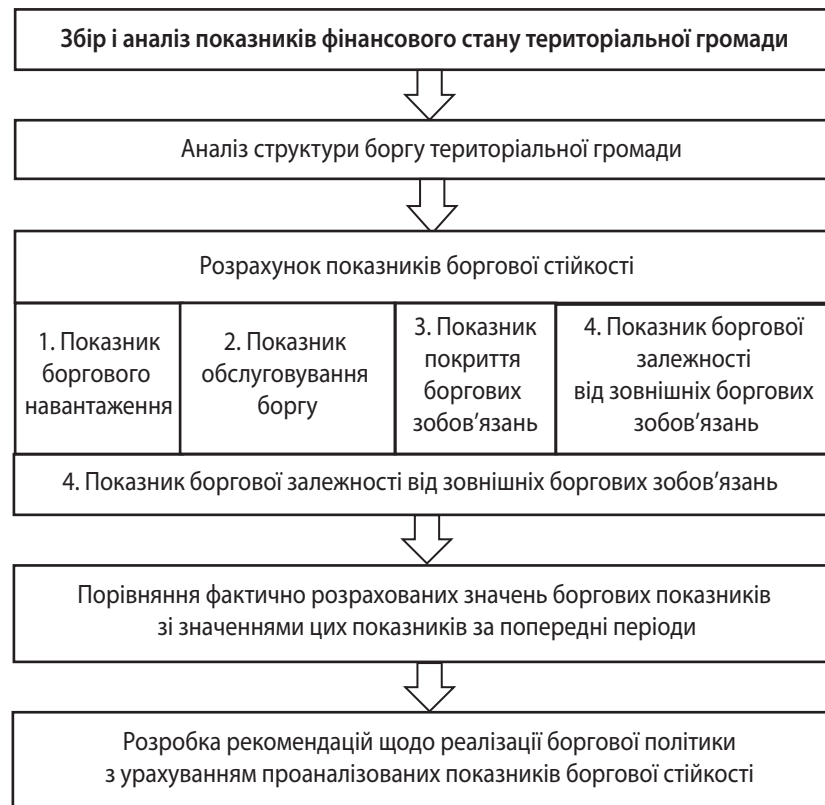 Збір і аналіз показників фінансового стану територіальної громади
Аналіз структури боргу територіальної громади
Розрахунок показників боргової стійкості
1. Показник
боргового
навантаження
2. Показник
обслуговування
боргу
3. Показник
покриття
боргових
зобов'язань
4. Показник боргової
залежності
від зовнішніх боргових
зобов'язань
4. Показник боргової залежності від зовнішніх боргових зобов'язань
Порівняння фактично розрахованих значень боргових показників
зі значеннями цих показників за попередні періоди
Розробка рекомендацій щодо реалізації боргової політики
з урахуванням проаналізованих показників боргової стійкості